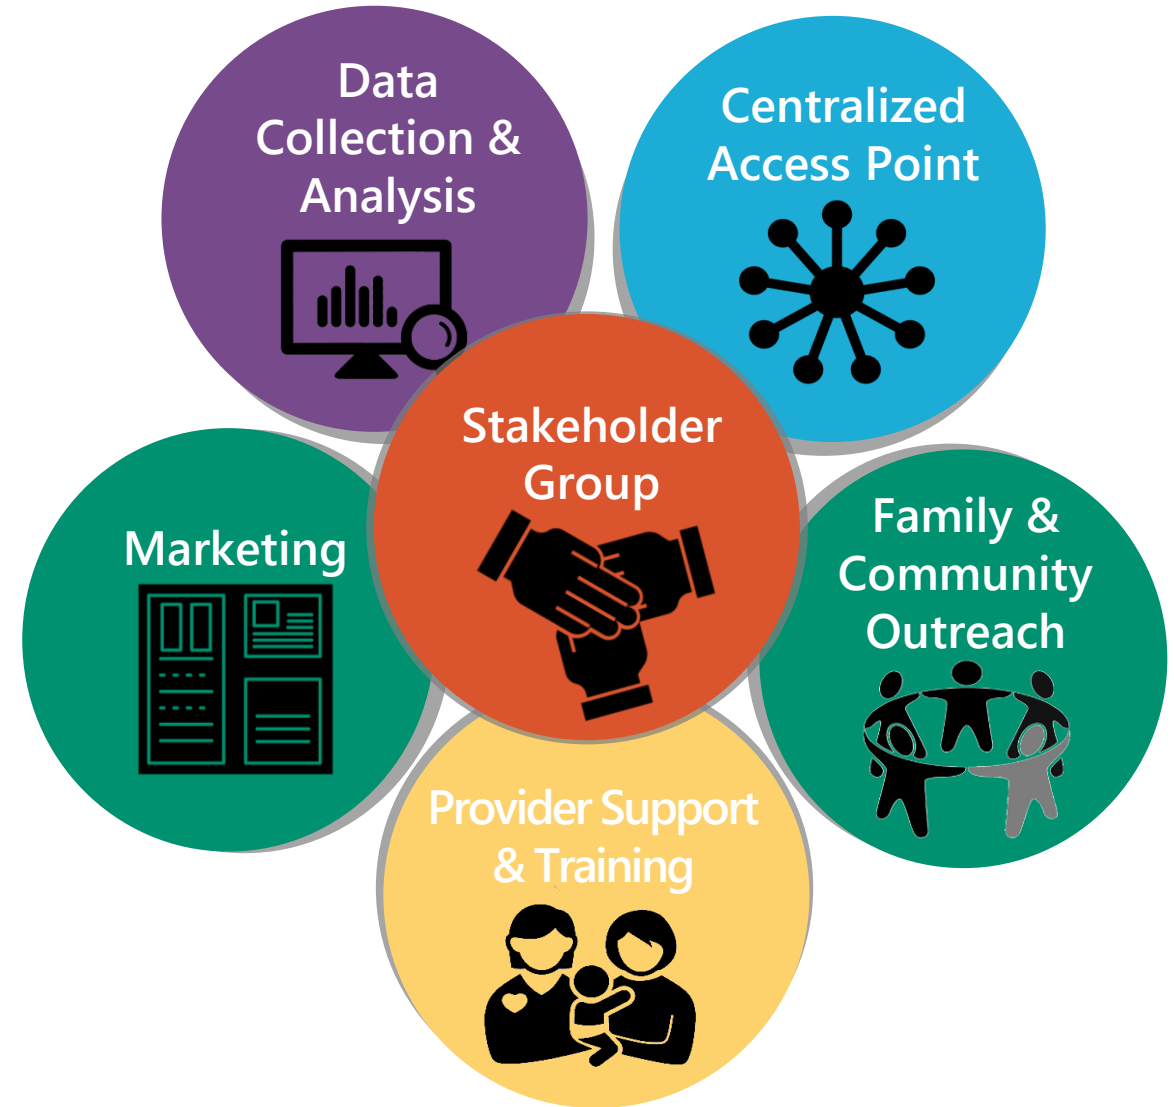 Data
Collection &
Analysis
Centralized
Access Point
Stakeholder
Group
Marketing
Family &
Community
Outreach
Provider Support
& Training